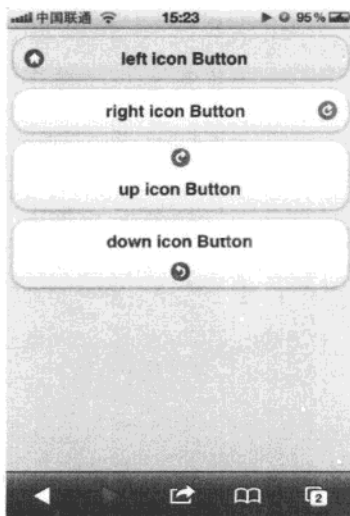 中国联通 15:23 95%
left icon Button
right icon Button
up icon Button
down icon Button
2